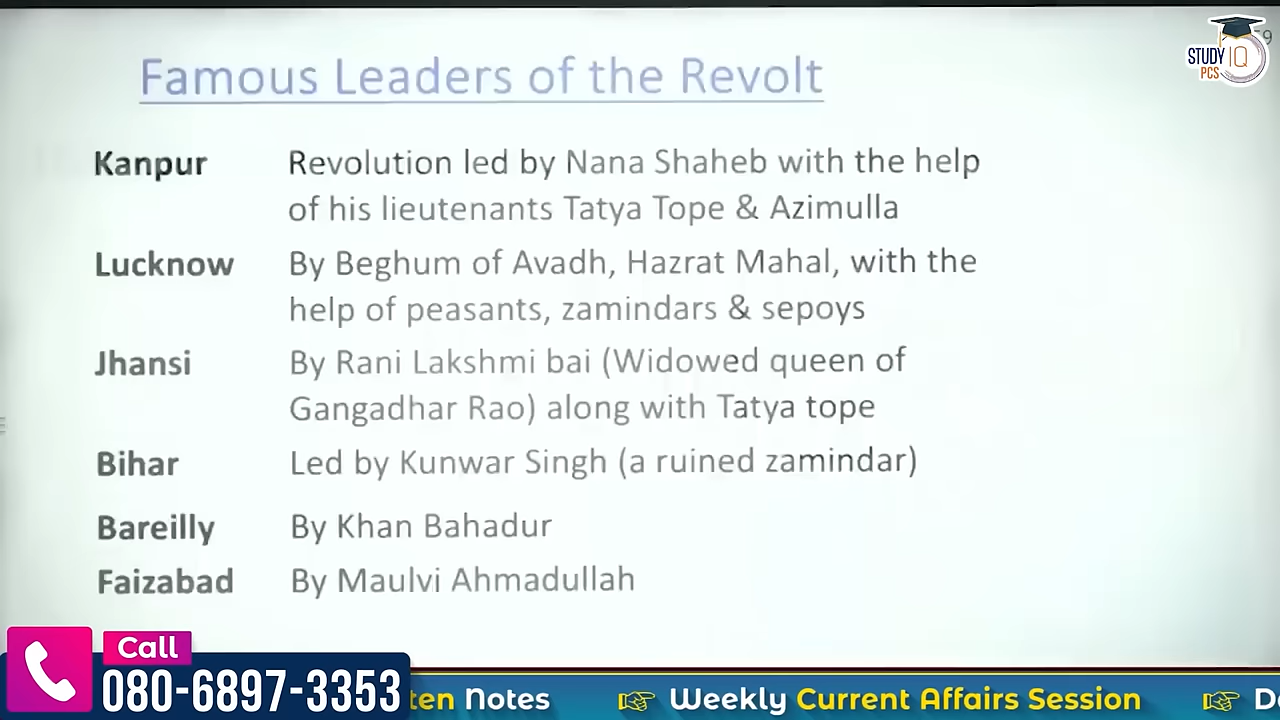 Famous Leaders of the Revolt
STUDY IQ
PCS
Kanpur Revolution led by Nana Shaheb with the help
of his lieutenants Tatya Tope & Azimulla
Lucknow By Beghum of Avadh, Hazrat Mahal, with the
help of peasants, zamindars & sepoys
Jhansi By Rani Lakshmi bai (Widowed queen of
Gangadhar Rao) along with Tatya tope
Bihar Led by Kunwar Singh (a ruined zamindar)
Bareilly By Khan Bahadur
Faizabad By Maulvi Ahmadullah
Call
080-6897-3353
Notes Weekly Current Affairs Session